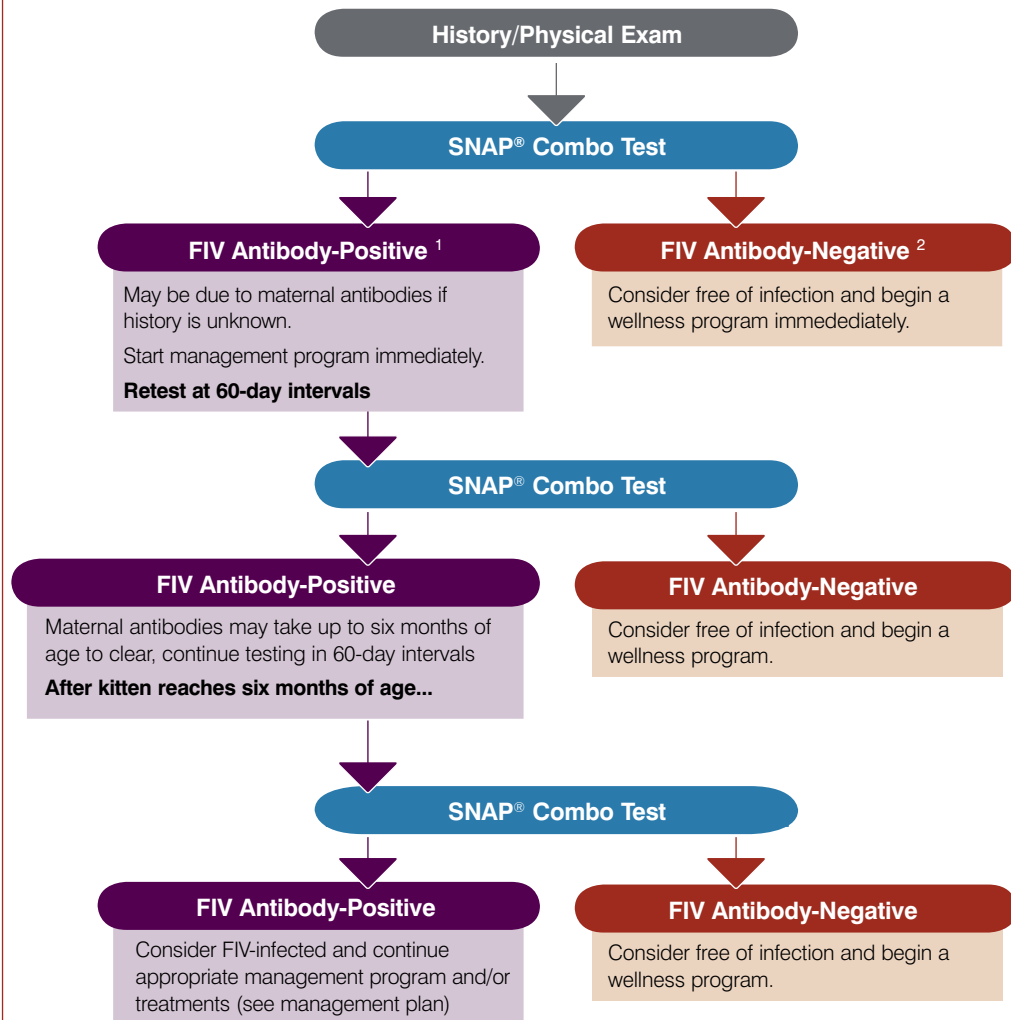 History/Physical Exam
SNAP® Combo Test
FIV Antibody-Positive 1
May be due to maternal antibodies if
history is unknown.
Start management program immediately.
Retest at 60-day intervals
FIV Antibody-Negative 2
Consider free of infection and begin a
wellness program immedediately.
SNAP® Combo Test
FIV Antibody-Positive
Maternal antibodies may take up to six months of
age to clear, continue testing in 60-day intervals
After kitten reaches six months of age...
FIV Antibody-Negative
Consider free of infection and begin a
wellness program.
SNAP® Combo Test
FIV Antibody-Positive
Consider FIV-infected and continue
appropriate management program and/or
treatments (see management plan)
FIV Antibody-Negative
Consider free of infection and begin a
wellness program.